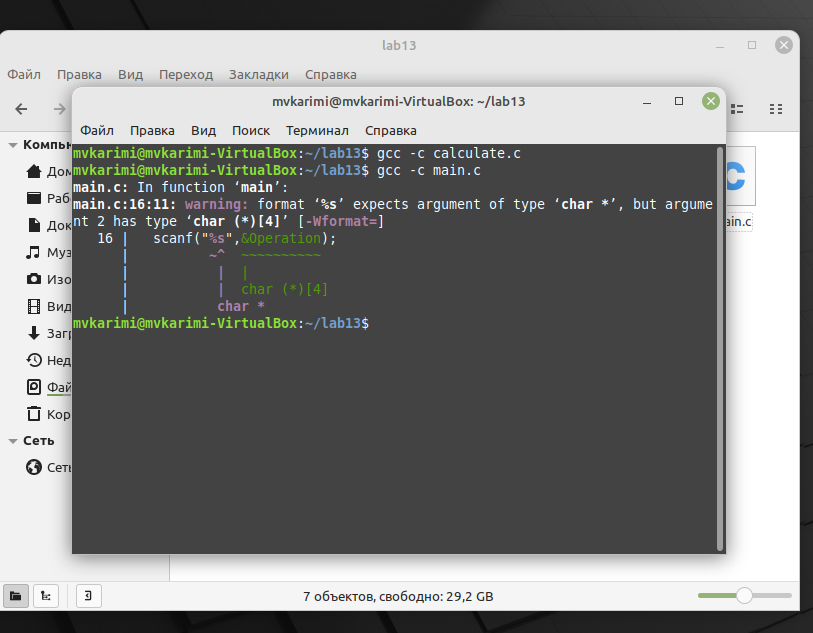 lab13
Файл Правка Вид Переход Закладки Справка
mvkarimi@mvkarimi-VirtualBox: ~/lab13
Файл Правка Вид Поиск Терминал Справка
mvkarimi@mvkarimi-VirtualBox:~/lab13$ gcc -c calculate.c
mvkarimi@mvkarimi-VirtualBox:~/lab13$ gcc -c main.c
main.c: In function ‘main’:
main.c:16:11: warning: format ‘%s’ expects argument of type ‘char *’, but argume
nt 2 has type ‘char (*)[4]’ [-Wformat=]
   16 |   scanf("%s",&Operation);
      |          ~^  ~~~~~~~~~~
      |           |  |
      |           |  char (*)[4]
      |           char *
mvkarimi@mvkarimi-VirtualBox:~/lab13$
Компьн
Дом
Раб
Док
Муз
Изо
Вид
Загр
Нед
Фай
Кор
Сеть
Сеть
ain.c
7 объектов, свободно: 29,2 GB